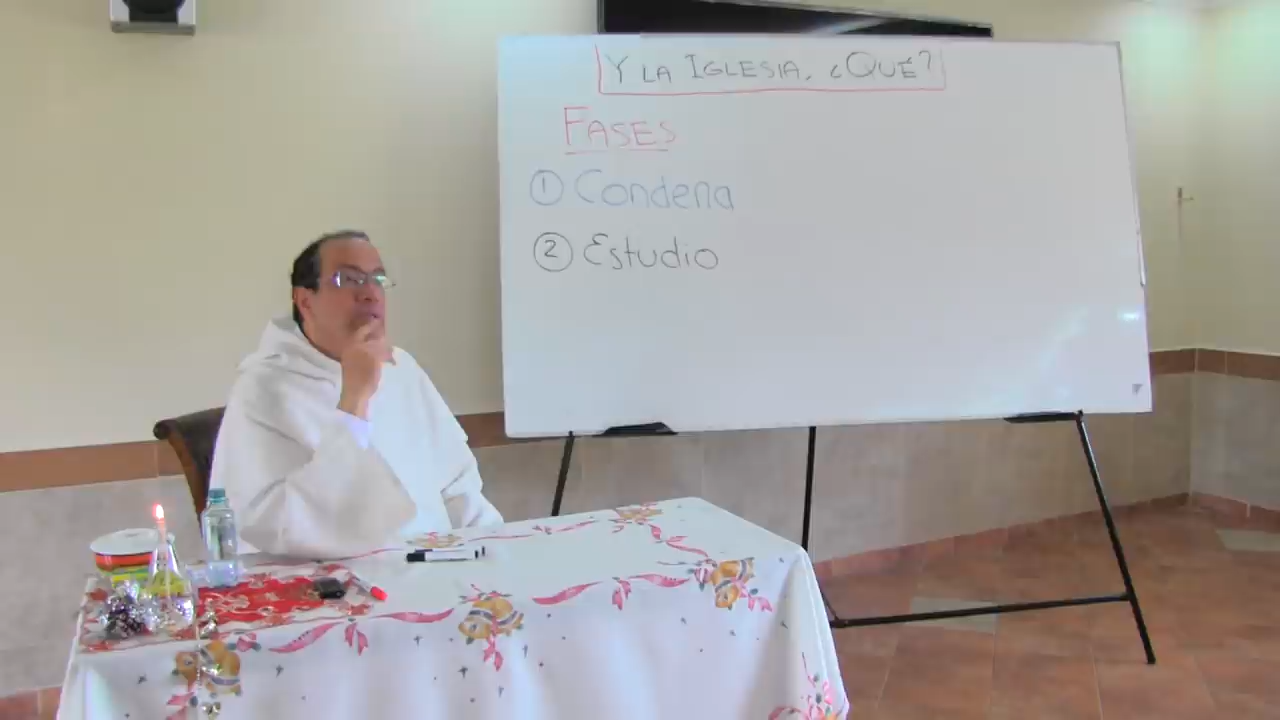 Y LA IGLESIA, ¿QUÉ?
FASES
① Condena
② Estudio